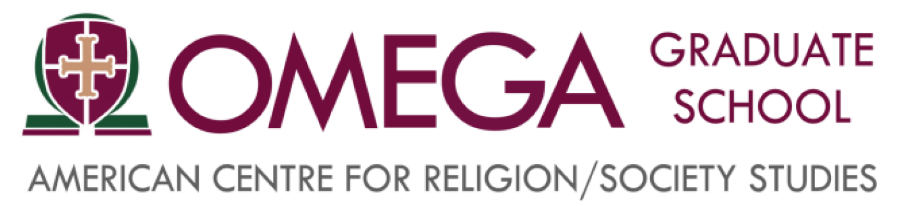 OMEGA GRADUATE SCHOOL
AMERICAN CENTRE FOR RELIGION/SOCIETY STUDIES